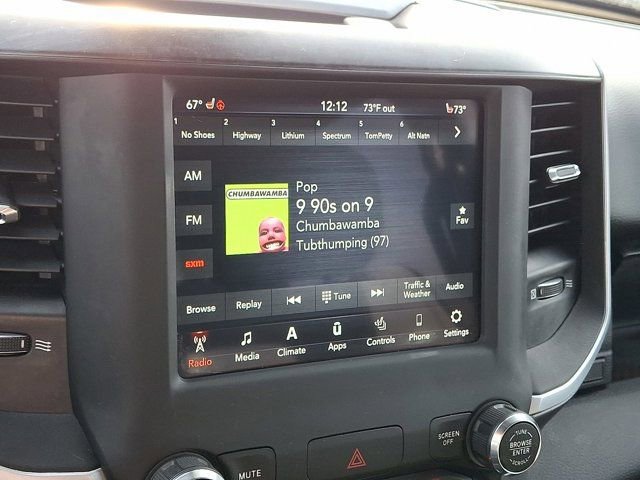 67° 12:12 73°F out 73°
1 2 3 4 5 6
No Shoes Highway Lithium Spectrum TomPetty Alt Natn
AM
FM
sxm
CHUMBAWAMBA
Pop
9 90s on 9
Chumbawamba
Tubthumping (97)
Fav
Browse Replay Tune Traffic & Weather Audio
Radio Media Climate Apps Controls Phone Settings
MUTE
SCREEN
OFF
TUNE
BROWSE
ENTER
SCROLL